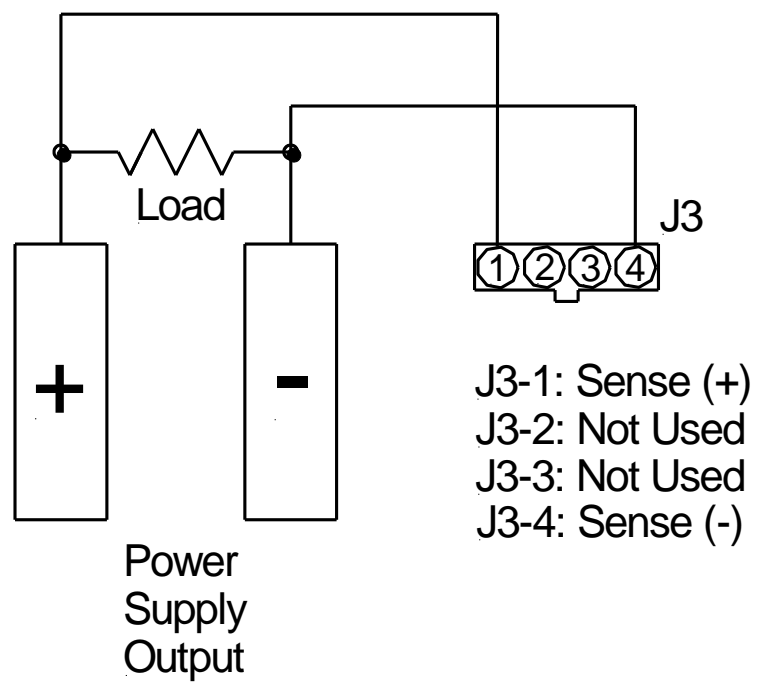 Load
J3
1 2 3 4
+
-
J3-1: Sense (+)
J3-2: Not Used
J3-3: Not Used
J3-4: Sense (-)
Power
Supply
Output